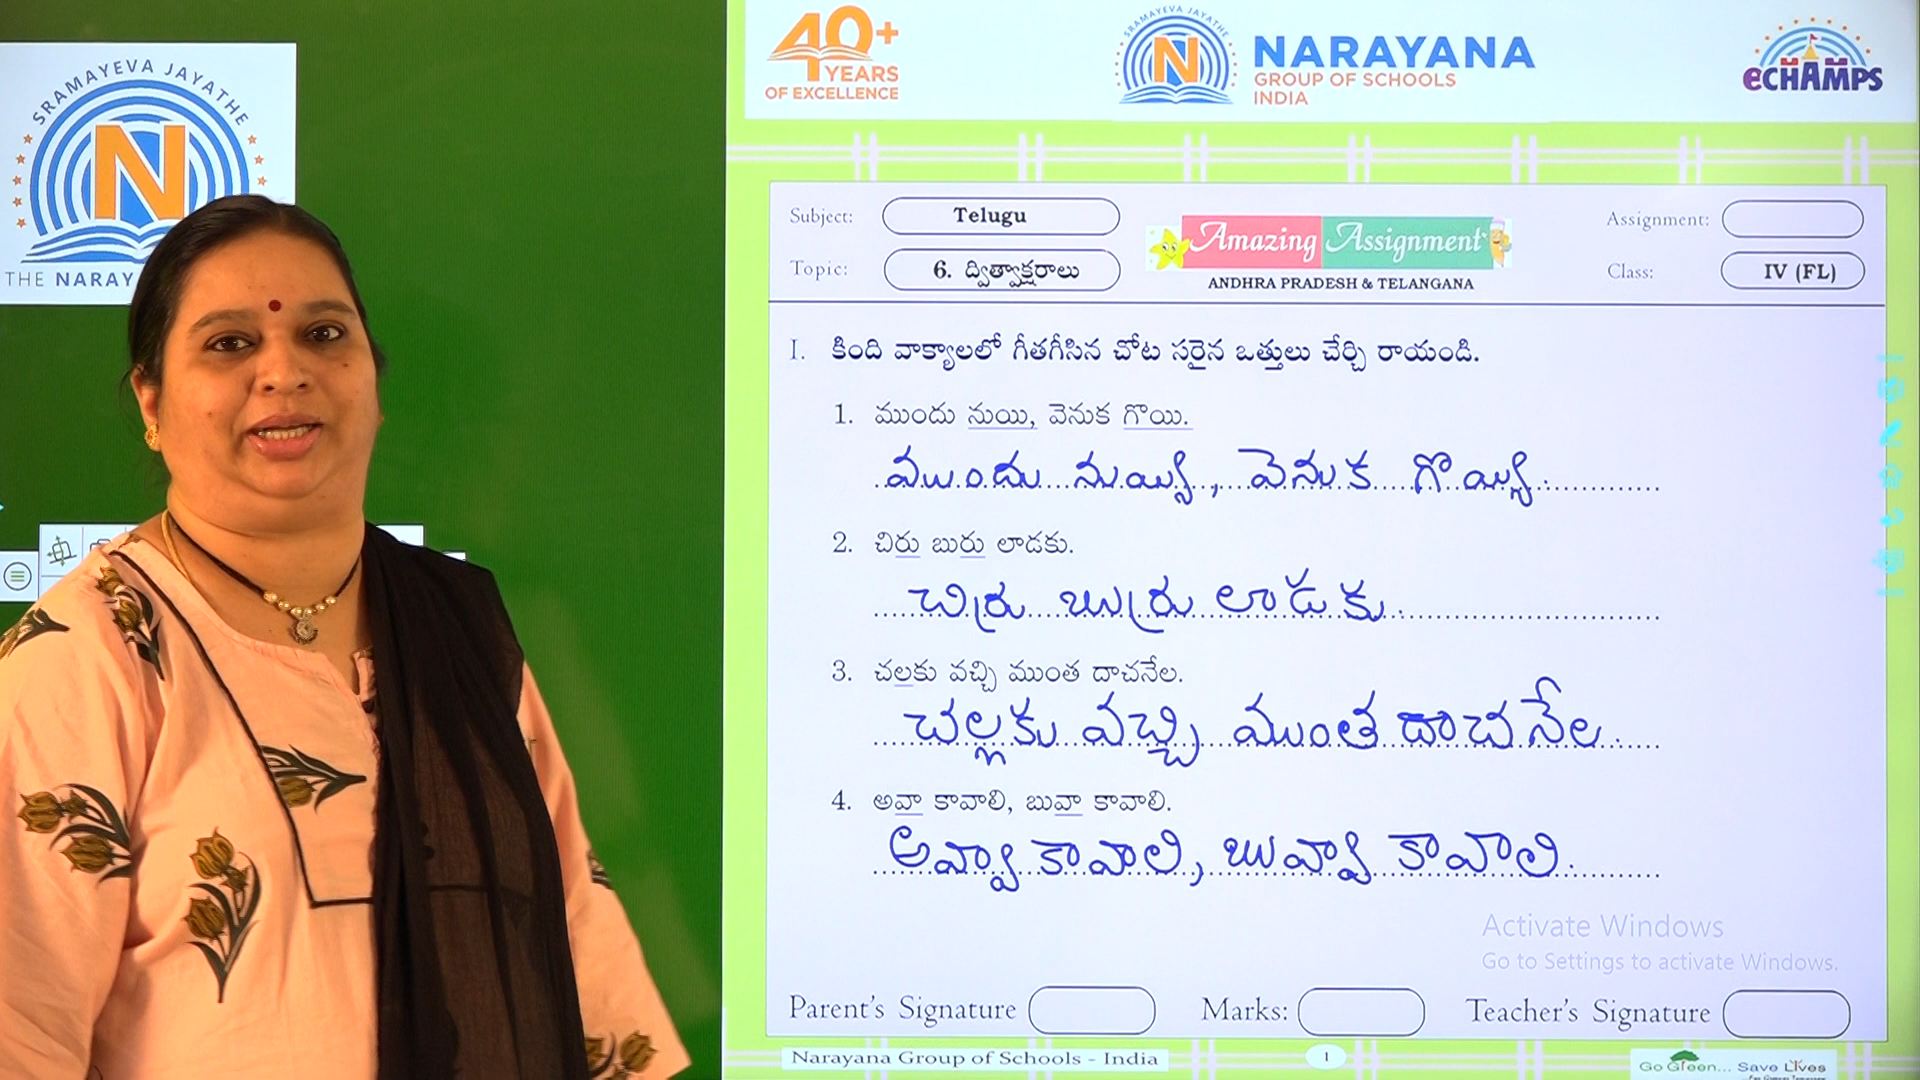 SRAMAYEVA JAYATHE
N
THE NARAY
40+
YEARS
OF EXCELLENCE
SRAMAYEVA JAYATHE
N
NARAYANA
GROUP OF SCHOOLS
INDIA
eCHAMPS
Subject: Telugu
Topic: 6. ద్విత్వాక్షరాలు
Amazing Assignment
ANDHRA PRADESH & TELANGANA
Assignment:
Class: IV (FL)
I. కింది వాక్యాలలో గీతగీసిన చోట సరైన ఒత్తులు చేర్చి రాయండి.
1. ముందు నుయి, వెనుక గొయి.
ముందు నుయ్యి, వెనుక గొయ్యి.
2. చిరు బురు లాడకు.
చిర్రు బుర్రు లాడకు.
3. చలకు వచ్చి ముంత దాచనేల.
చల్లకు వచ్చి ముంత దాచనేల.
4. అవా కావాలి, బువా కావాలి.
అవ్వా కావాలి, బువ్వా కావాలి.
Activate Windows
Go to Settings to activate Windows.
Parent's Signature Marks: Teacher's Signature
Narayana Group of Schools - India
1
Go Green... Save Lives